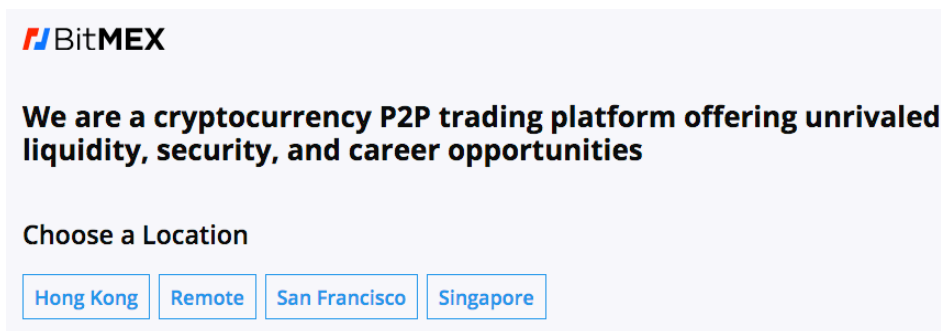 BitMEX
We are a cryptocurrency P2P trading platform offering unrivaled
liquidity, security, and career opportunities
Choose a Location
Hong Kong Remote San Francisco Singapore